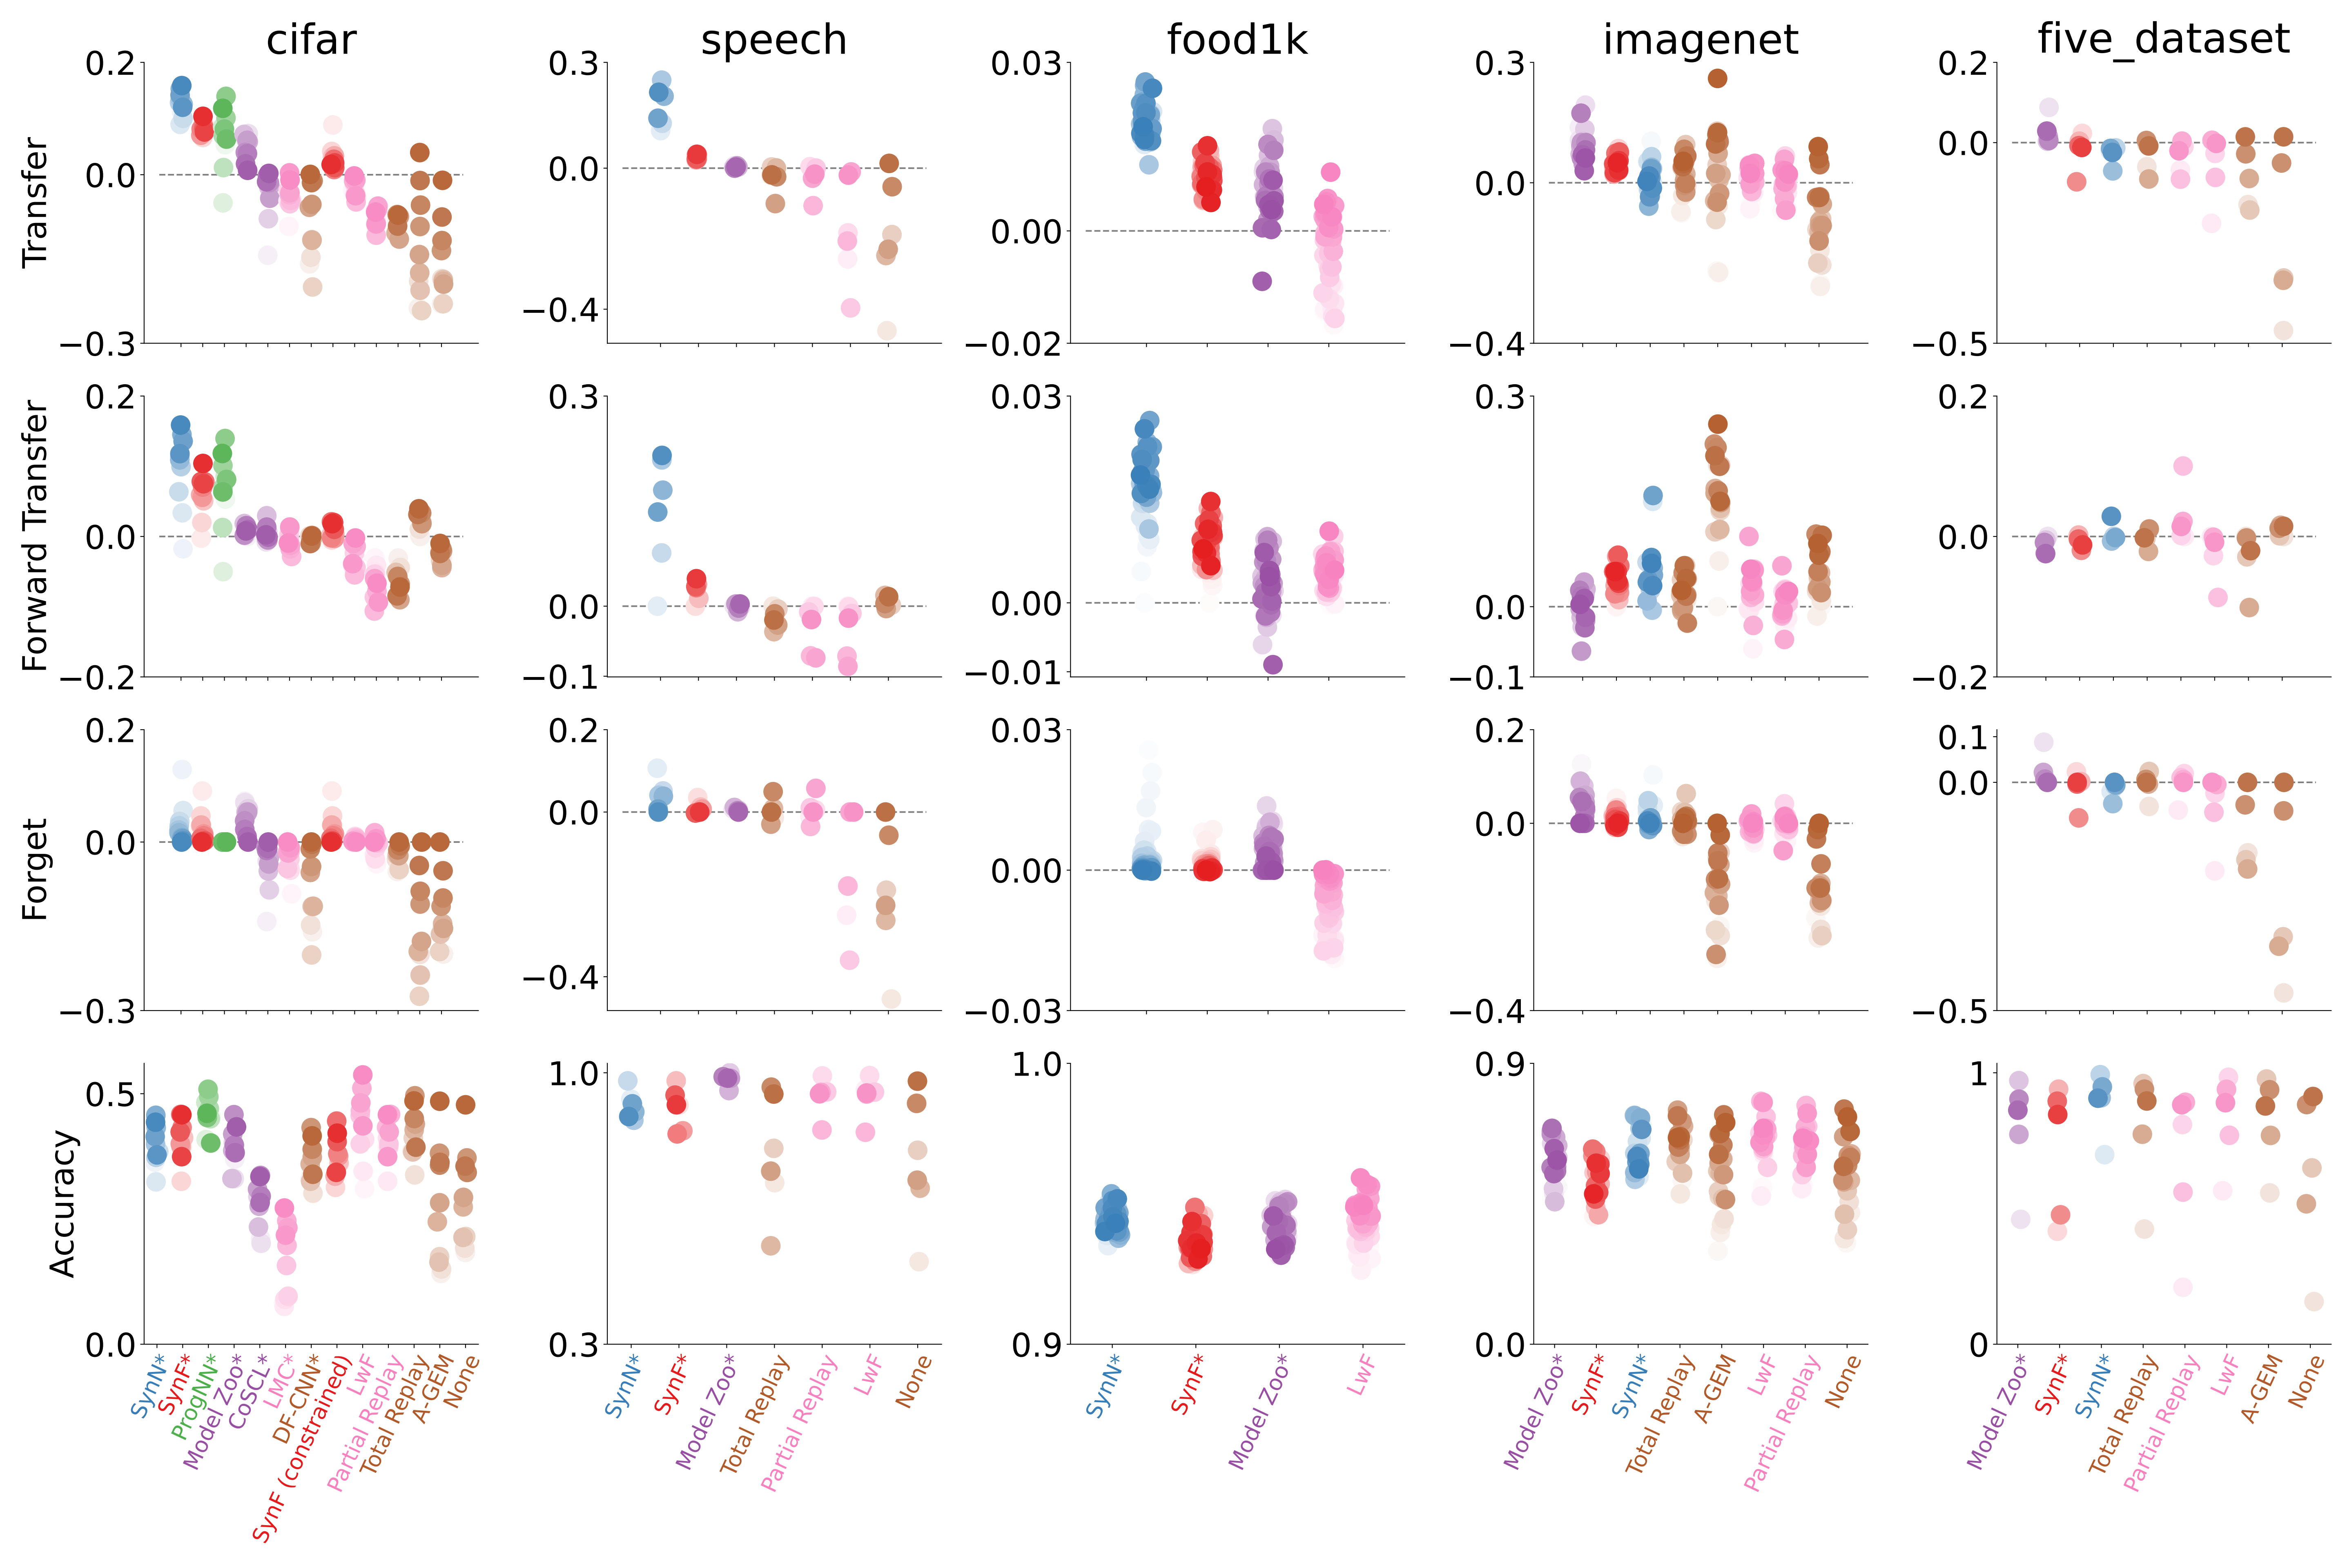 cifar speech food1k imagenet five_dataset
Transfer
0.2 0.0 −0.3
0.3 0.0 −0.4
0.03 0.00 −0.02
0.3 0.0 −0.4
0.2 0.0 −0.5
Forward Transfer
0.2 0.0 −0.2
0.3 0.0 −0.1
0.03 0.00 −0.01
0.3 0.0 −0.1
0.2 0.0 −0.2
Forget
0.2 0.0 −0.3
0.2 0.0 −0.4
0.03 0.00 −0.03
0.2 0.0 −0.4
0.1 0.0 −0.5
Accuracy
0.5 0.0
1.0 0.3
1.0 0.9
0.9 0.0
1 0
SynN* SynF* ProgNN* Model Zoo* CoSCL* LMC* DF-CNN* SynF (constrained) LwF Partial Replay Total Replay A-GEM None
SynN* SynF* Model Zoo* Total Replay Partial Replay LwF None
SynN* SynF* Model Zoo* LwF
Model Zoo* SynF* SynN* Total Replay A-GEM LwF Partial Replay None
Model Zoo* SynF* SynN* Total Replay Partial Replay LwF A-GEM None